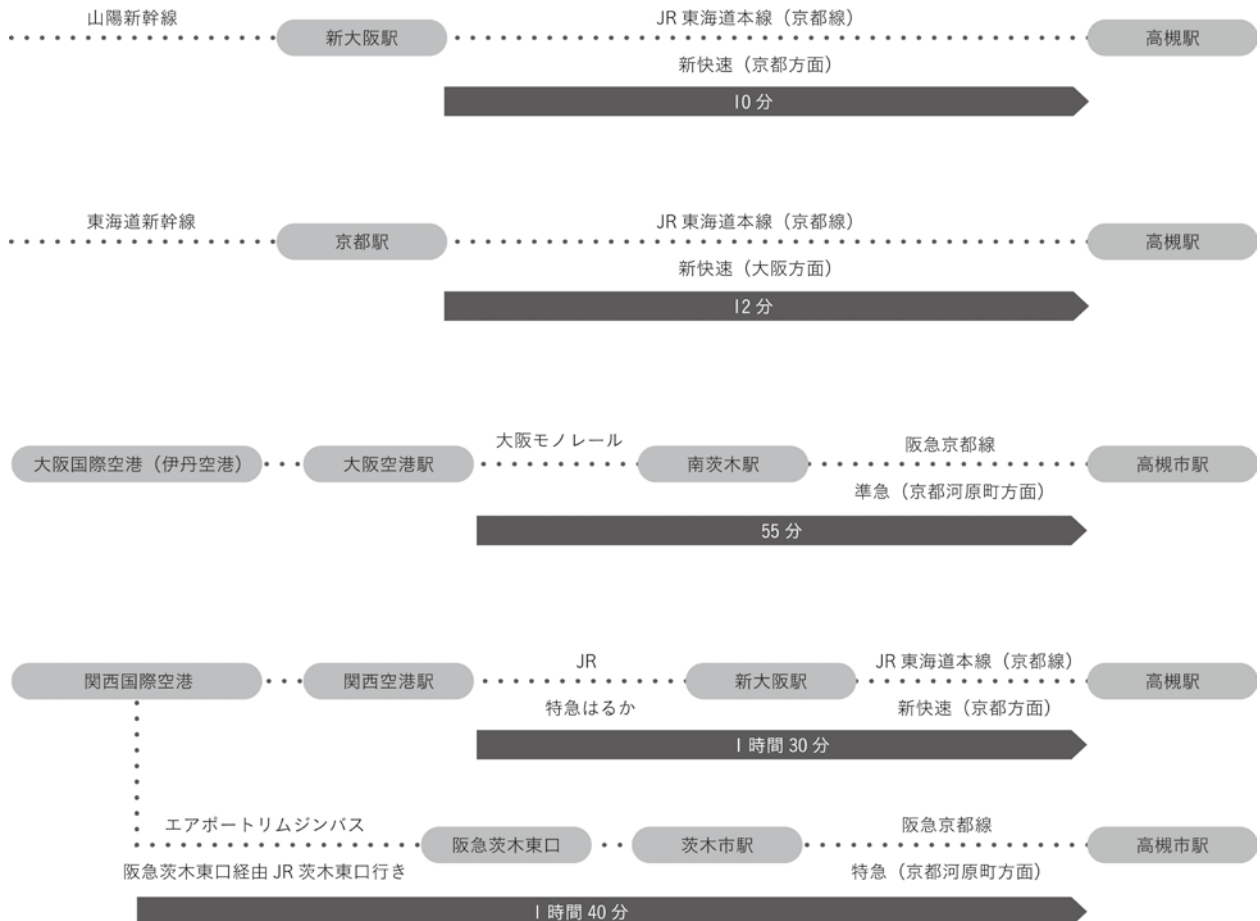 山陽新幹線
新大阪駅
JR 東海道本線（京都線）
高槻駅
新快速（京都方面）
10 分
東海道新幹線
京都駅
JR 東海道本線（京都線）
高槻駅
新快速（大阪方面）
12 分
大阪国際空港（伊丹空港）
大阪空港駅
大阪モノレール
南茨木駅
阪急京都線
高槻市駅
準急（京都河原町方面）
55 分
関西国際空港
関西空港駅
JR
特急はるか
新大阪駅
JR 東海道本線（京都線）
高槻駅
新快速（京都方面）
1 時間 30 分
エアポートリムジンバス
阪急茨木東口経由 JR 茨木東口行き
阪急茨木東口
茨木市駅
阪急京都線
高槻市駅
特急（京都河原町方面）
1 時間 40 分